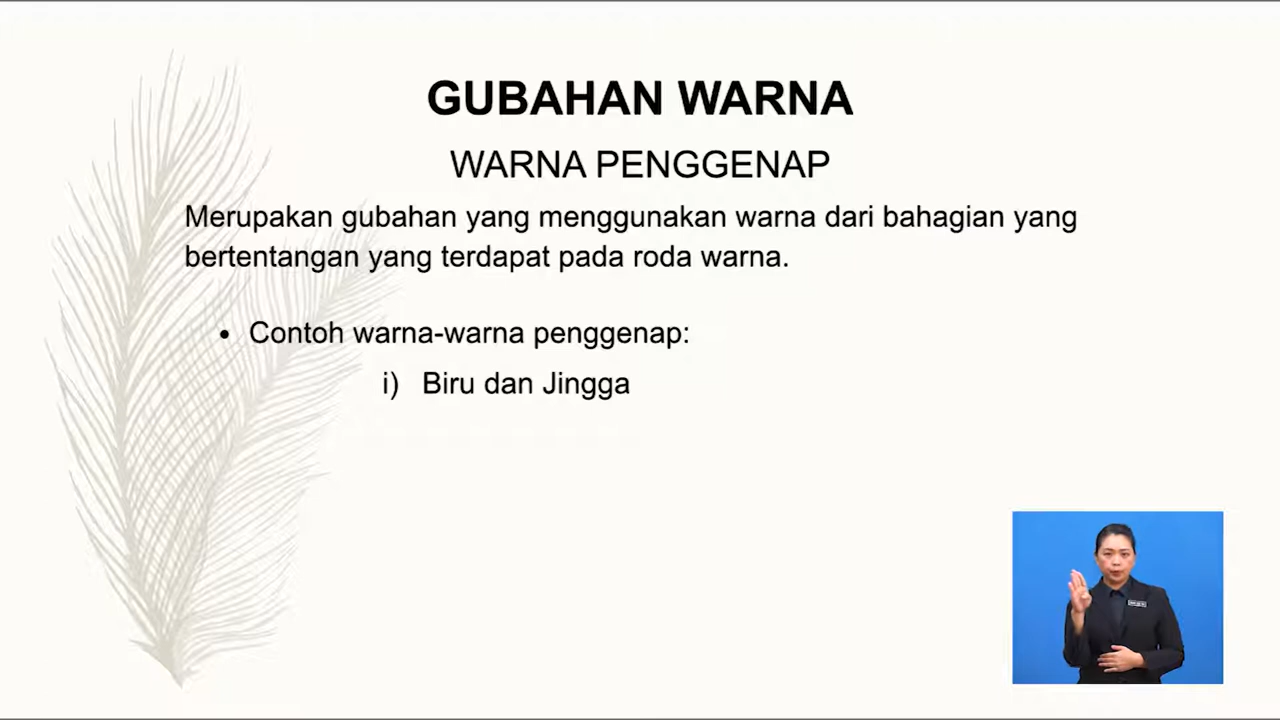 GUBAHAN WARNA
WARNA PENGGENAP
Merupakan gubahan yang menggunakan warna dari bahagian yang
bertentangan yang terdapat pada roda warna.
• Contoh warna-warna penggenap:
i) Biru dan Jingga